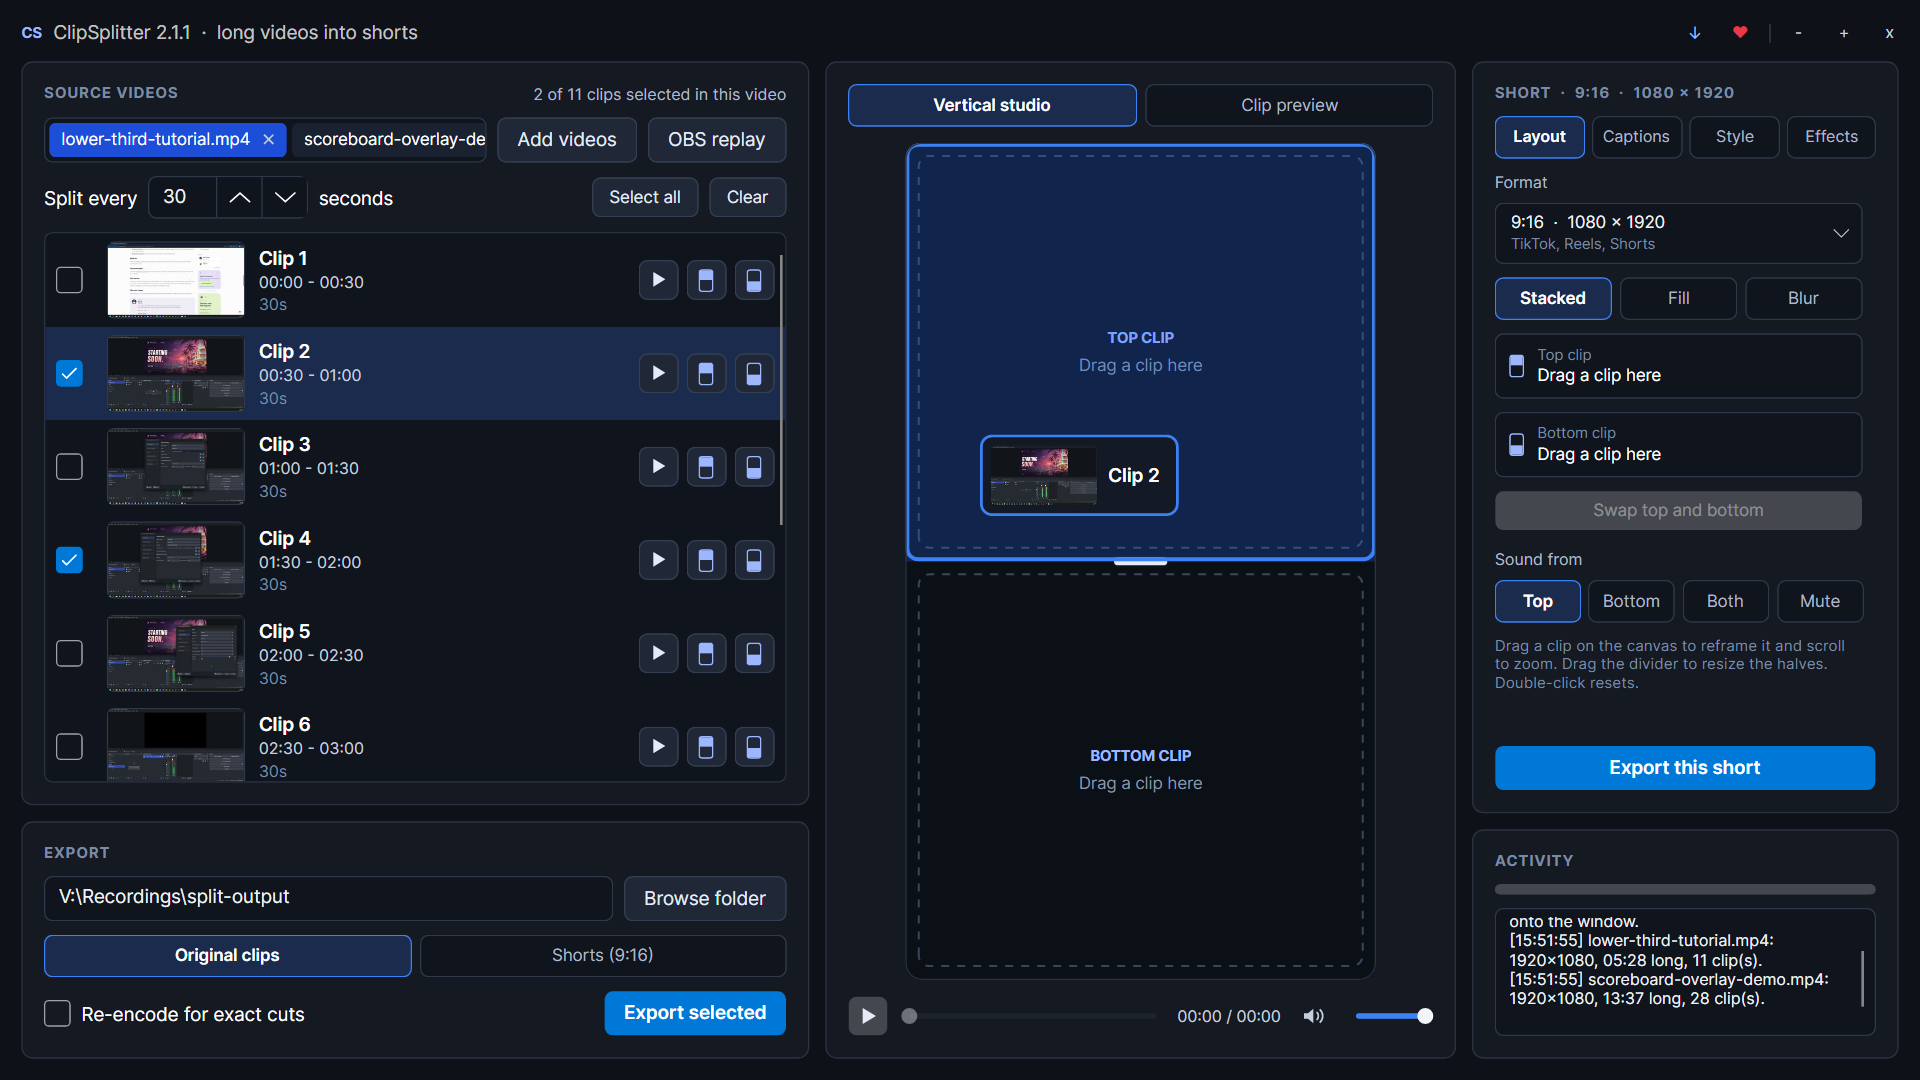 CS ClipSplitter 2.1.1 · long videos into shorts
- + x
SOURCE VIDEOS
2 of 11 clips selected in this video
lower-third-tutorial.mp4 ×
scoreboard-overlay-de
Add videos
OBS replay
Split every 30 seconds
Select all
Clear
Clip 1
00:00 - 00:30
30s
Clip 2
00:30 - 01:00
30s
Clip 3
01:00 - 01:30
30s
Clip 4
01:30 - 02:00
30s
Clip 5
02:00 - 02:30
30s
Clip 6
02:30 - 03:00
30s
STARTING
SOON.
EXPORT
V:\Recordings\split-output
Browse folder
Original clips
Shorts (9:16)
Re-encode for exact cuts
Export selected
Vertical studio
Clip preview
TOP CLIP
Drag a clip here
Clip 2
BOTTOM CLIP
Drag a clip here
00:00 / 00:00
SHORT · 9:16 · 1080 × 1920
Layout
Captions
Style
Effects
Format
9:16 · 1080 × 1920
TikTok, Reels, Shorts
Stacked
Fill
Blur
Top clip
Drag a clip here
Bottom clip
Drag a clip here
Swap top and bottom
Sound from
Top
Bottom
Both
Mute
Drag a clip on the canvas to reframe it and scroll
to zoom. Drag the divider to resize the halves.
Double-click resets.
Export this short
ACTIVITY
onto the window.
[15:51:55] lower-third-tutorial.mp4:
1920×1080, 05:28 long, 11 clip(s).
[15:51:55] scoreboard-overlay-demo.mp4:
1920×1080, 13:37 long, 28 clip(s).